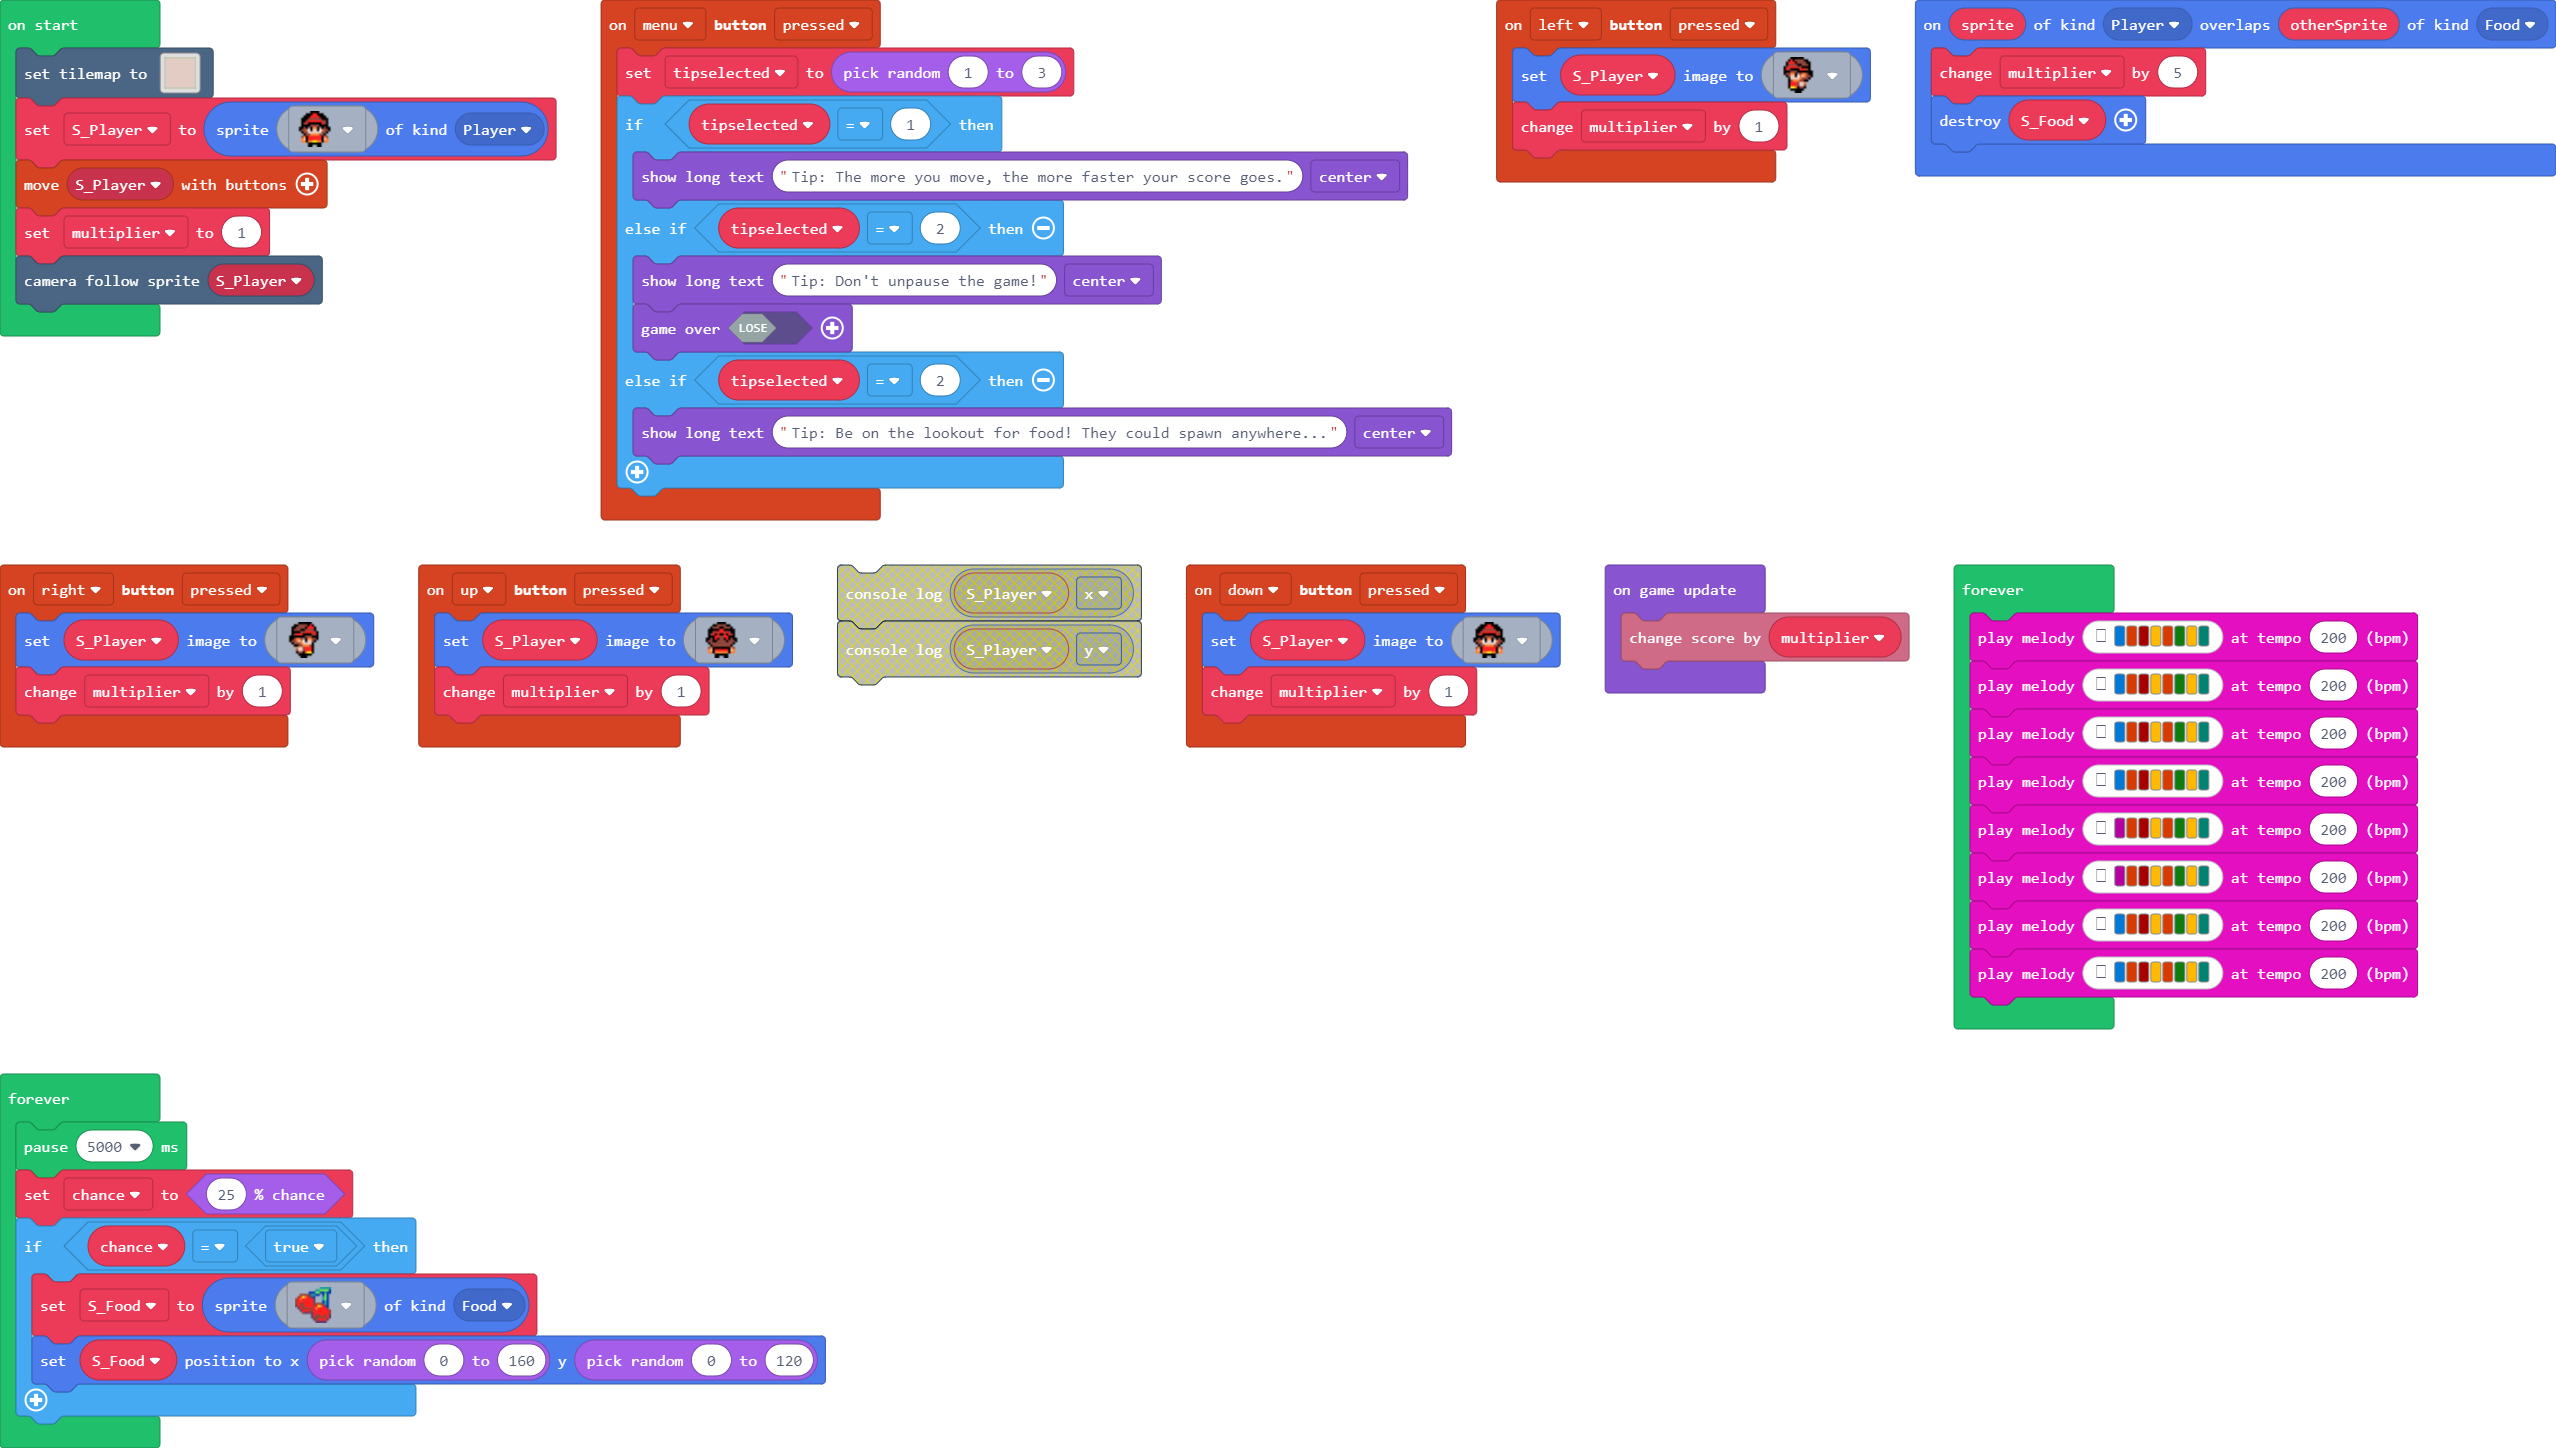 on start
set tilemap to
set S_Player to sprite of kind Player
move S_Player with buttons
set multiplier to 1
camera follow sprite S_Player
on menu button pressed
set tipselected to pick random 1 to 3
if tipselected = 1 then
show long text "Tip: The more you move, the more faster your score goes." center
else if tipselected = 2 then
show long text "Tip: Don't unpause the game!" center
game over LOSE
else if tipselected = 2 then
show long text "Tip: Be on the lookout for food! They could spawn anywhere..." center
on left button pressed
set S_Player image to
change multiplier by 1
on sprite of kind Player overlaps otherSprite of kind Food
change multiplier by 5
destroy S_Food
on right button pressed
set S_Player image to
change multiplier by 1
on up button pressed
set S_Player image to
change multiplier by 1
console log S_Player x
console log S_Player y
on down button pressed
set S_Player image to
change multiplier by 1
on game update
change score by multiplier
forever
play melody at tempo 200 (bpm)
play melody at tempo 200 (bpm)
play melody at tempo 200 (bpm)
play melody at tempo 200 (bpm)
play melody at tempo 200 (bpm)
play melody at tempo 200 (bpm)
play melody at tempo 200 (bpm)
play melody at tempo 200 (bpm)
forever
pause 5000 ms
set chance to 25 % chance
if chance = true then
set S_Food to sprite of kind Food
set S_Food position to x pick random 0 to 160 y pick random 0 to 120